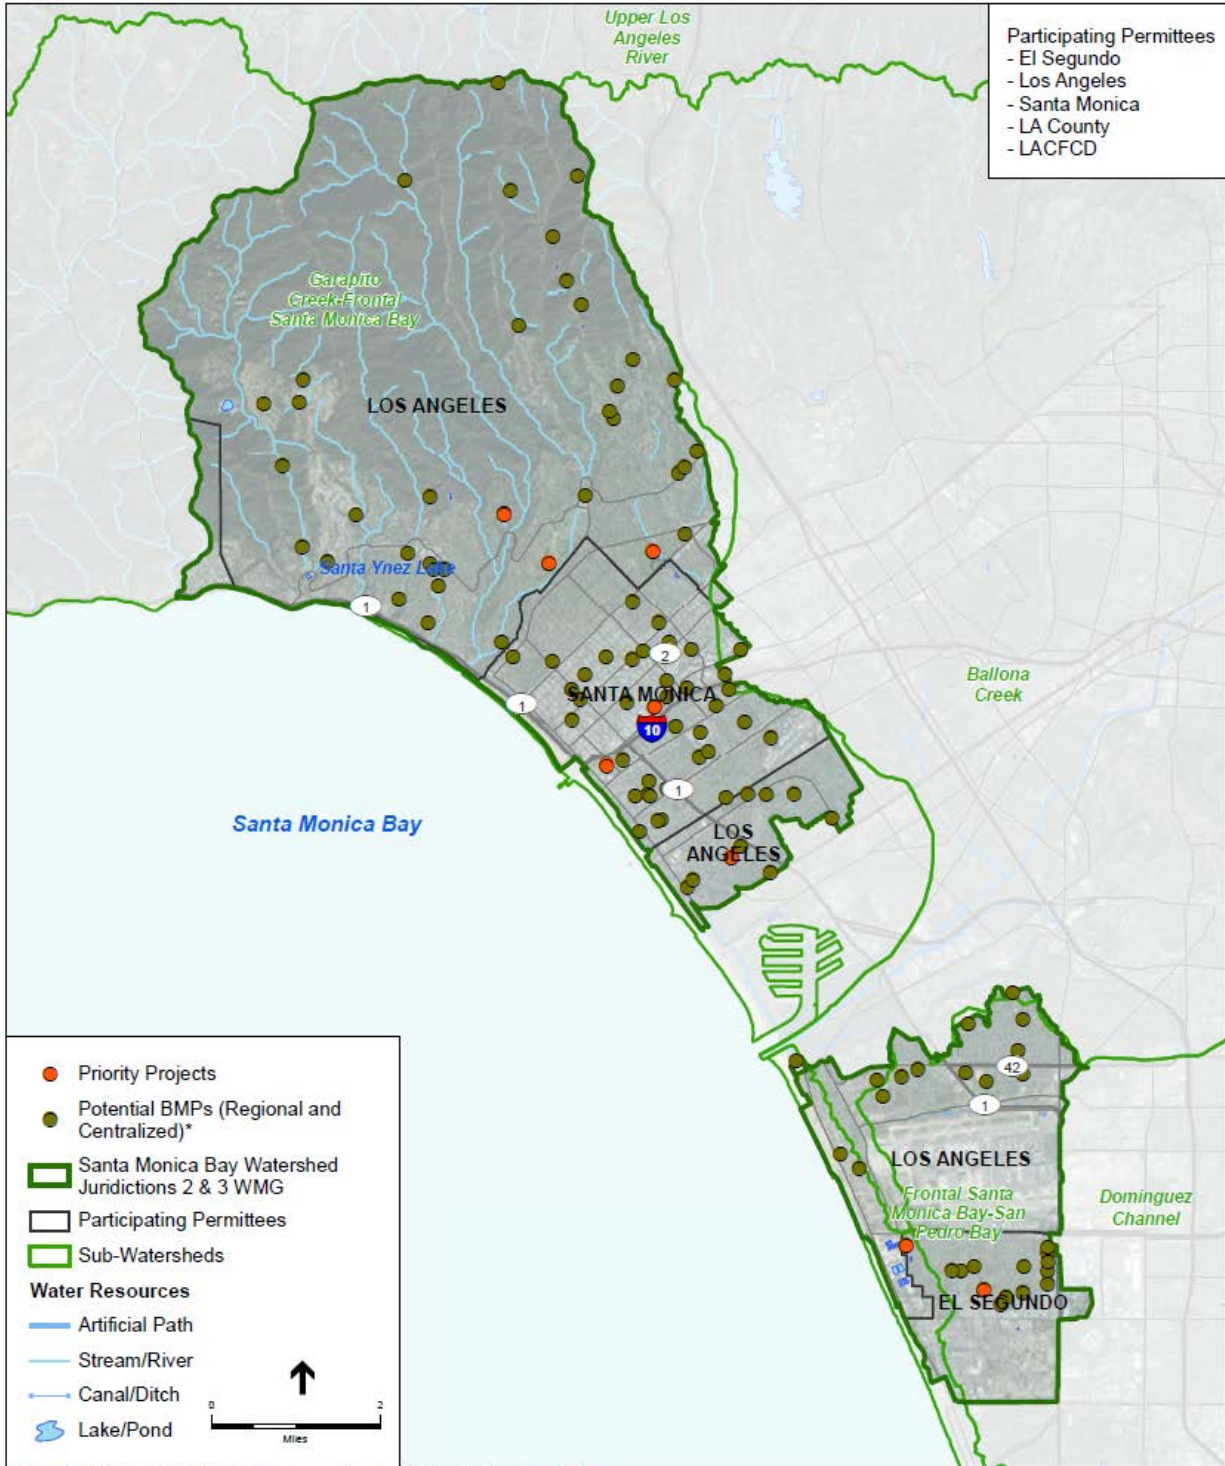 Upper Los
Angeles
River
Participating Permittees
- El Segundo
- Los Angeles
- Santa Monica
- LA County
- LACFCD
Garapito
Creek-Frontal
Santa Monica Bay
LOS ANGELES
Santa Ynez Lake
1
2
Ballona
Creek
SANTA MONICA
1
10
1
Santa Monica Bay
LOS
ANGELES
42
1
LOS ANGELES
Frontal Santa
Monica Bay-San
Pedro Bay
Dominguez
Channel
EL SEGUNDO
Priority Projects
Potential BMPs (Regional and
Centralized)*
Santa Monica Bay Watershed
Juridictions 2 & 3 WMG
Participating Permittees
Sub-Watersheds
Water Resources
Artificial Path
Stream/River
Canal/Ditch
Lake/Pond
0 2
Miles